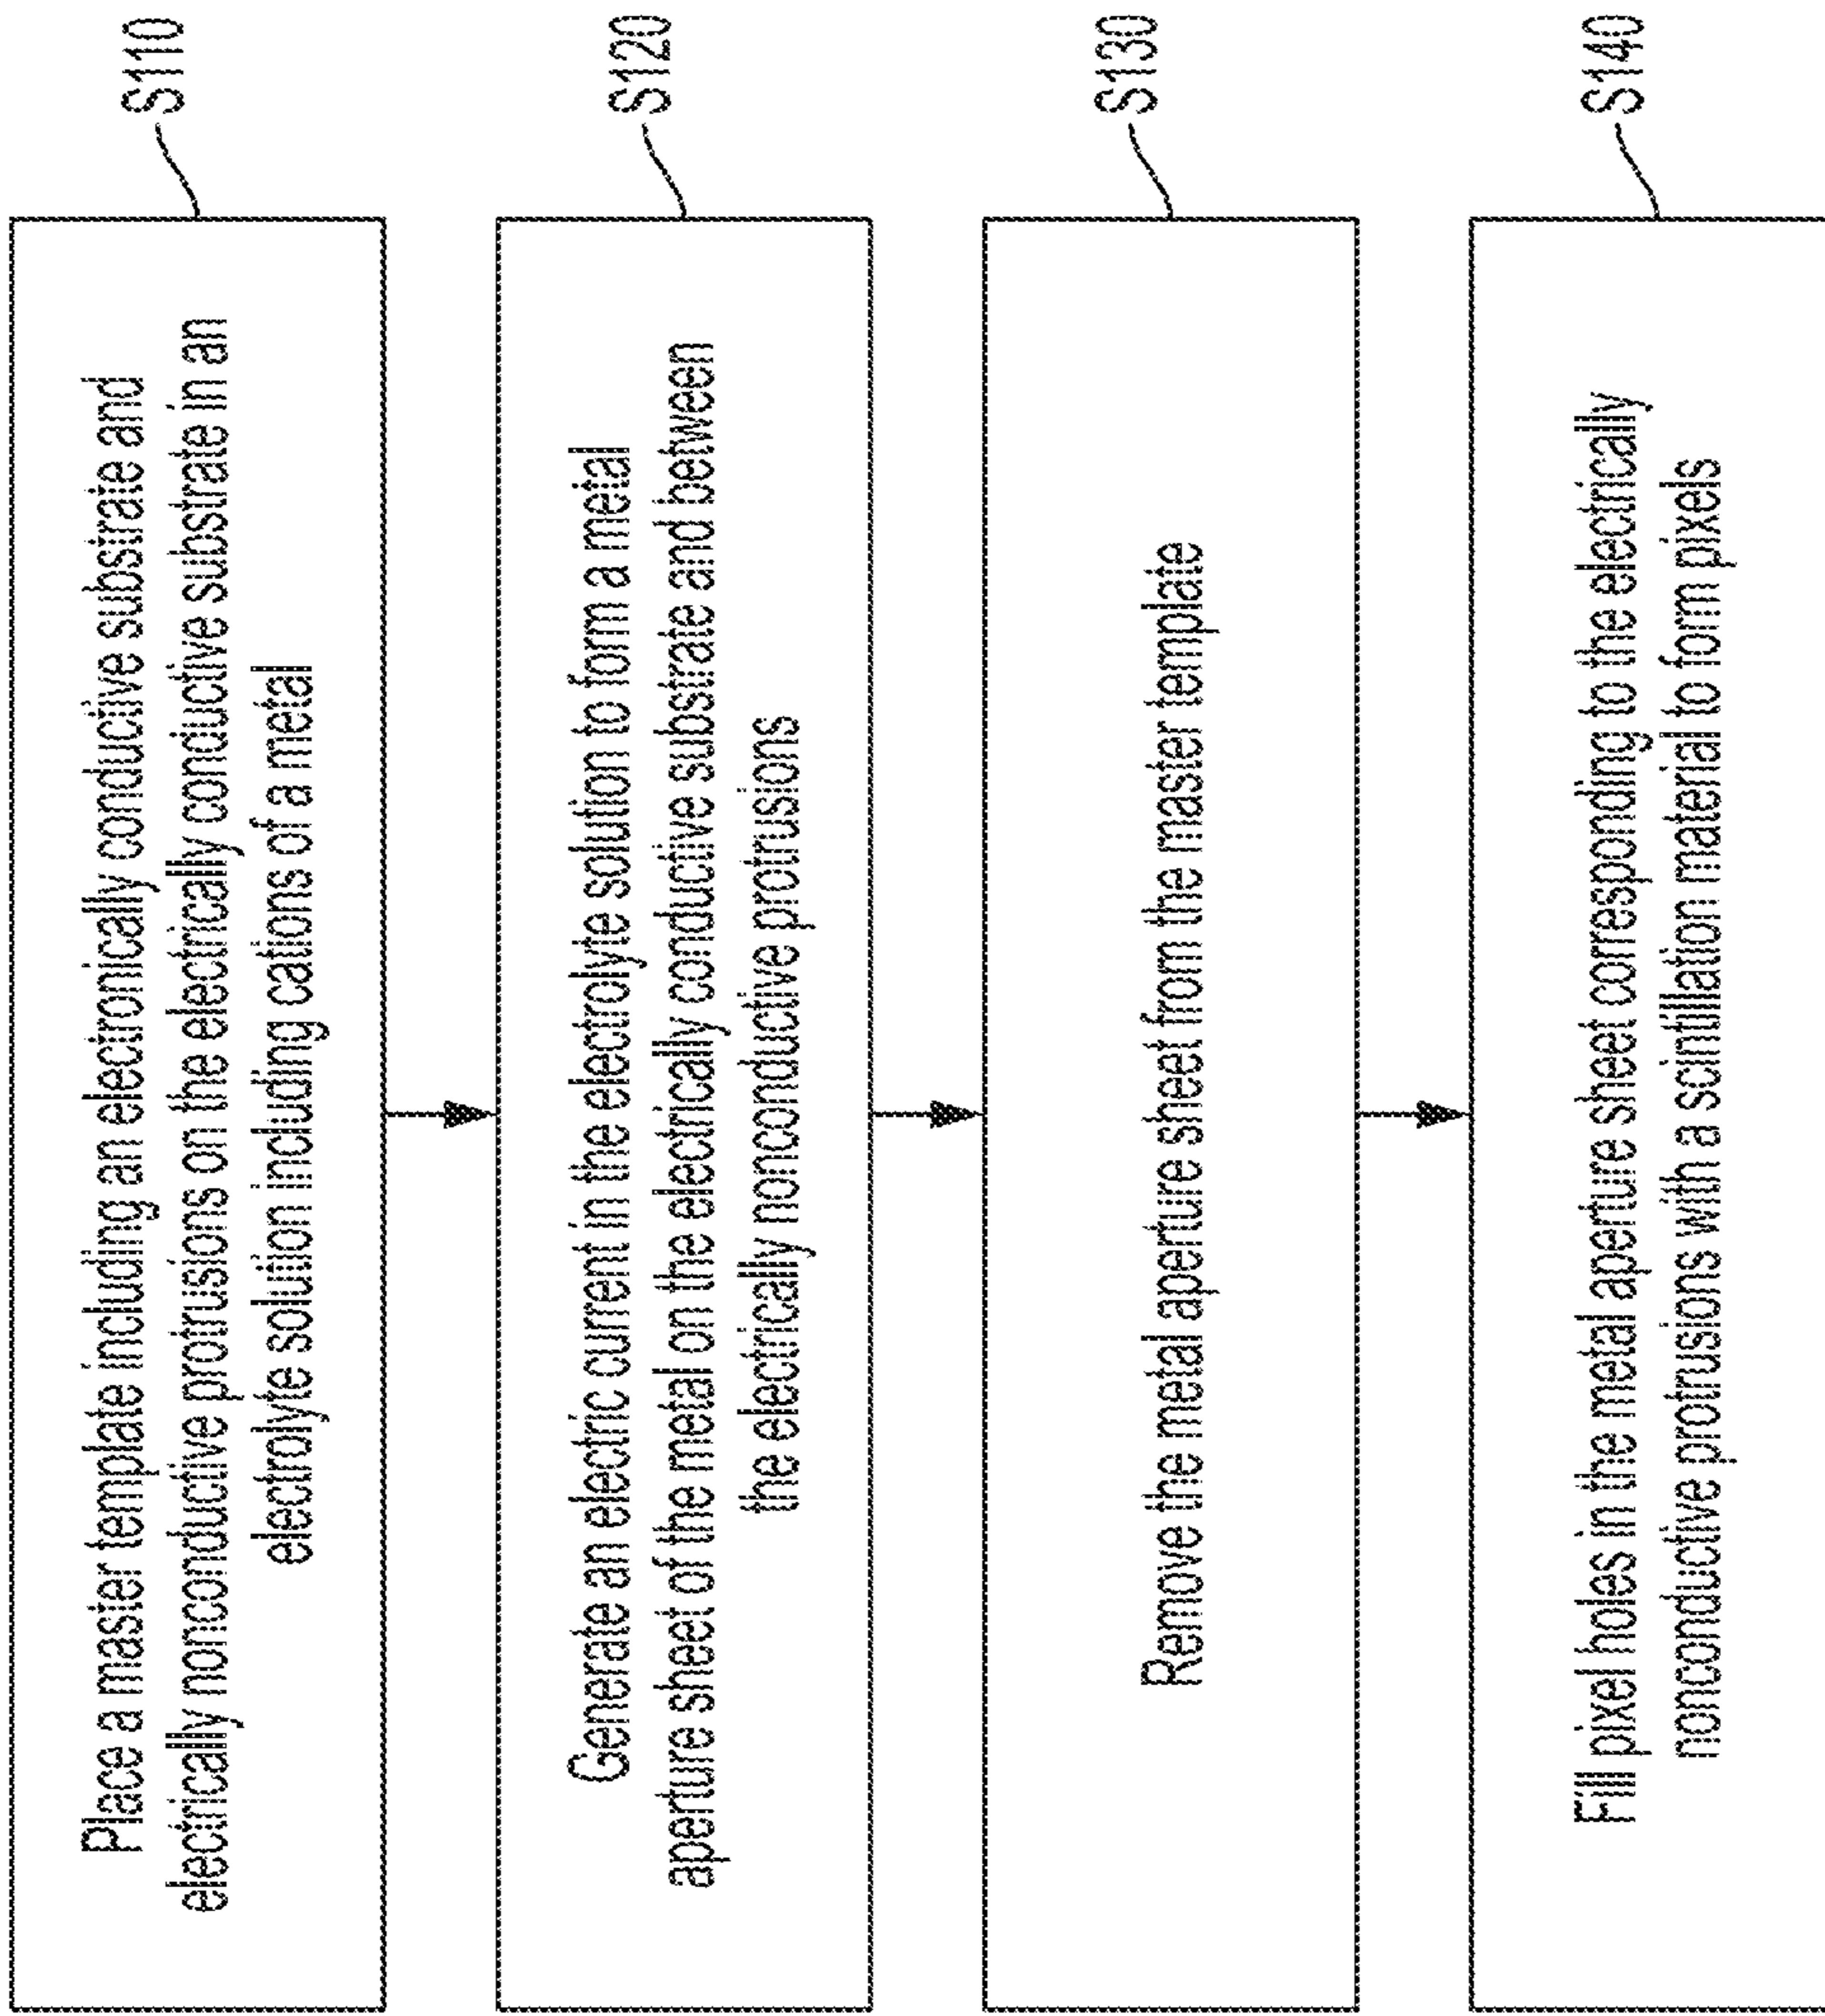 S110
Place a master template including an electronically conductive substrate and
electrically nonconductive protrusions on the electrically conductive substrate in an
electrolyte solution including cations of a metal
S120
Generate an electric current in the electrolyte solution to form a metal
aperture sheet of the metal on the electrically conductive substrate and between
the electrically nonconductive protrusions
S130
Remove the metal aperture sheet from the master template
S140
Fill pixel holes in the metal aperture sheet corresponding to the electrically
nonconductive protrusions with a scintillation material to form pixels